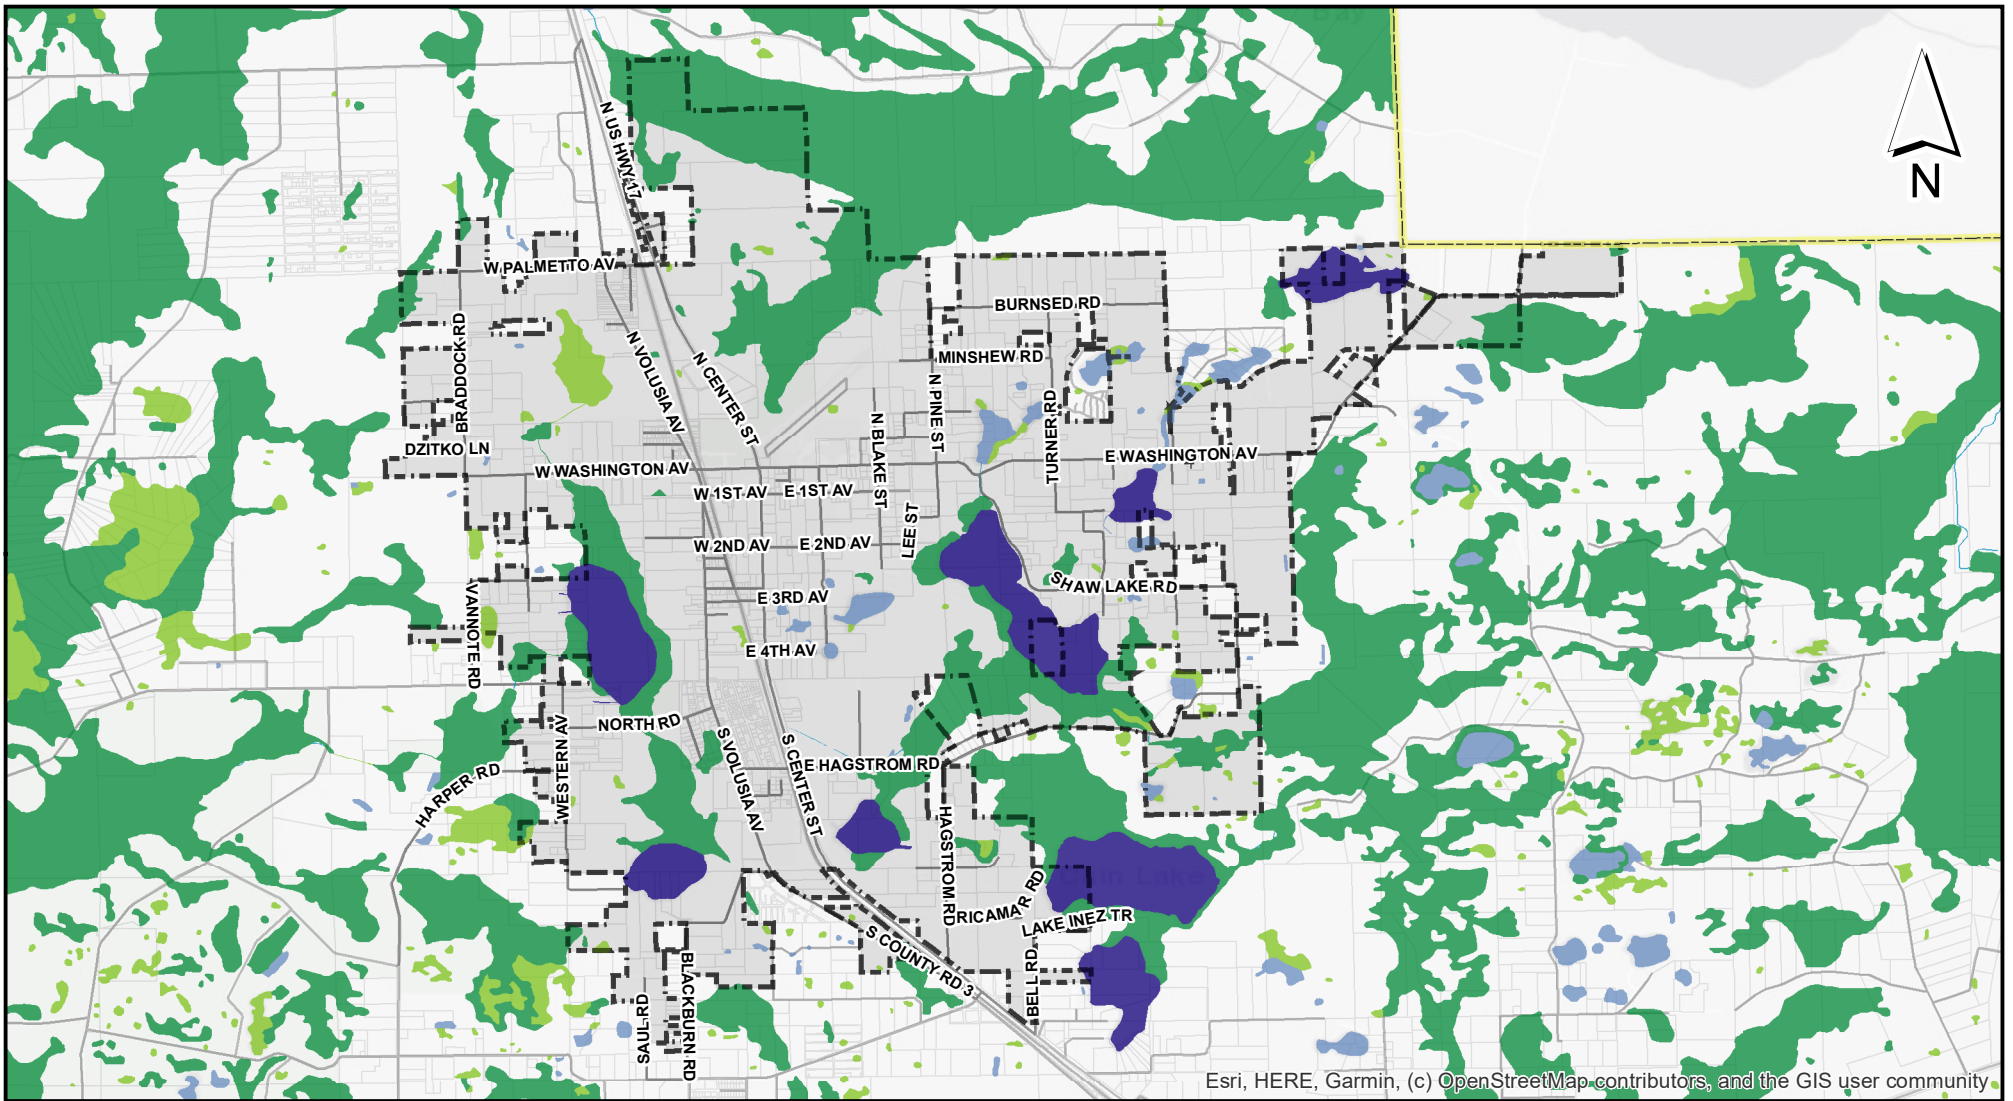 Bay
N
N US HWY 17
W PALMETTO AV
BURNSED RD
BRADDOCK RD
N VOLUSIA AV
N CENTER ST
MINSHEW RD
N PINE ST
TURNER RD
N BLAKE ST
DZITKO LN
W WASHINGTON AV
E WASHINGTON AV
W 1ST AV
E 1ST AV
LEE ST
W 2ND AV
E 2ND AV
SHAW LAKE RD
E 3RD AV
VANNOTE RD
E 4TH AV
NORTH RD
WESTERN AV
S VOLUSIA AV
S CENTER ST
E HAGSTROM RD
HARPER RD
HAGSTROM RD
RICAMAR RD
LAKE INEZ TR
S COUNTY RD 3
BELL RD
BLACKBURN RD
SAUL RD
Esri, HERE, Garmin, (c) OpenStreetMap contributors, and the GIS user community